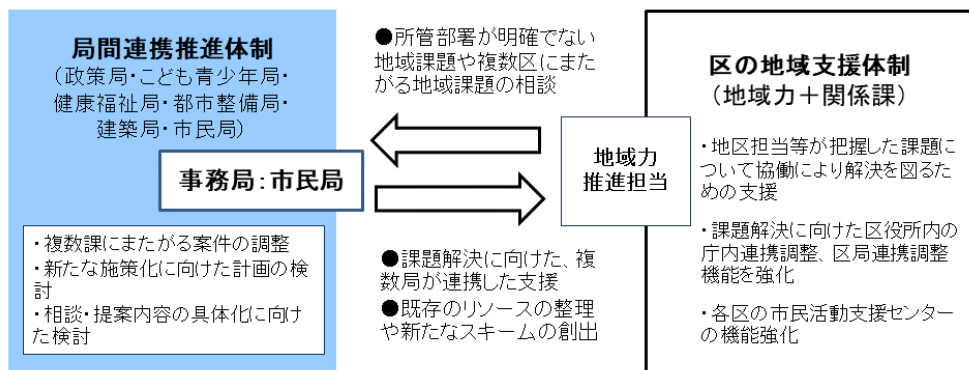 局間連携推進体制
（政策局・こども青少年局・
健康福祉局・都市整備局・
建築局・市民局）
事務局：市民局
・複数課にまたがる案件の調整
・新たな施策化に向けた計画の検
討
・相談・提案内容の具体化に向け
た検討
●所管部署が明確でない
地域課題や複数区にまた
がる地域課題の相談
●課題解決に向けた、複
数局が連携した支援
●既存のリソースの整理
や新たなスキームの創出
地域力
推進担当
区の地域支援体制
（地域力＋関係課）
・地区担当等が把握した課題に
ついて協働により解決を図るた
めの支援
・課題解決に向けた区役所内の
庁内連携調整、区局連携調整
機能を強化
・各区の市民活動支援センター
の機能強化